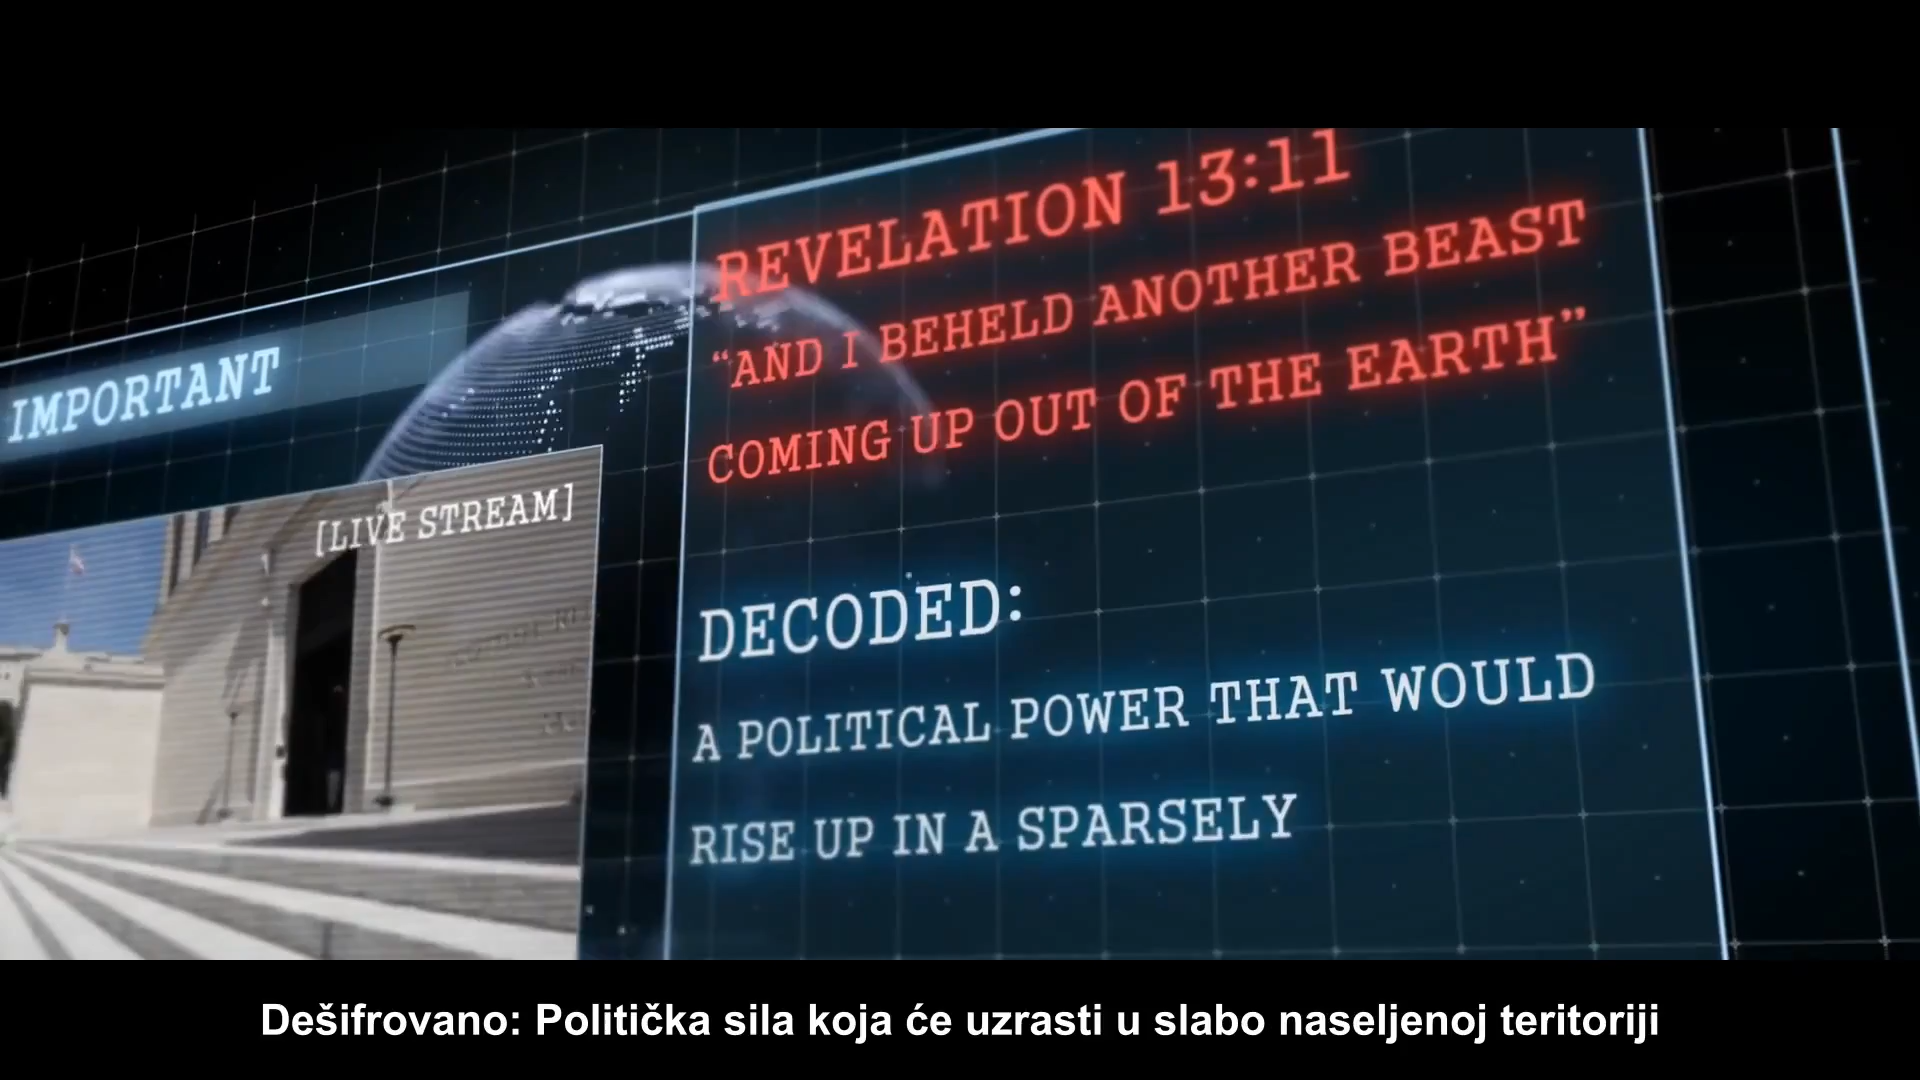 IMPORTANT
[LIVE STREAM]
REVELATION 13:11
“AND I BEHELD ANOTHER BEAST
COMING UP OUT OF THE EARTH”
DECODED:
A POLITICAL POWER THAT WOULD
RISE UP IN A SPARSELY
Dešifrovano: Politička sila koja će uzrasti u slabo naseljenoj teritoriji